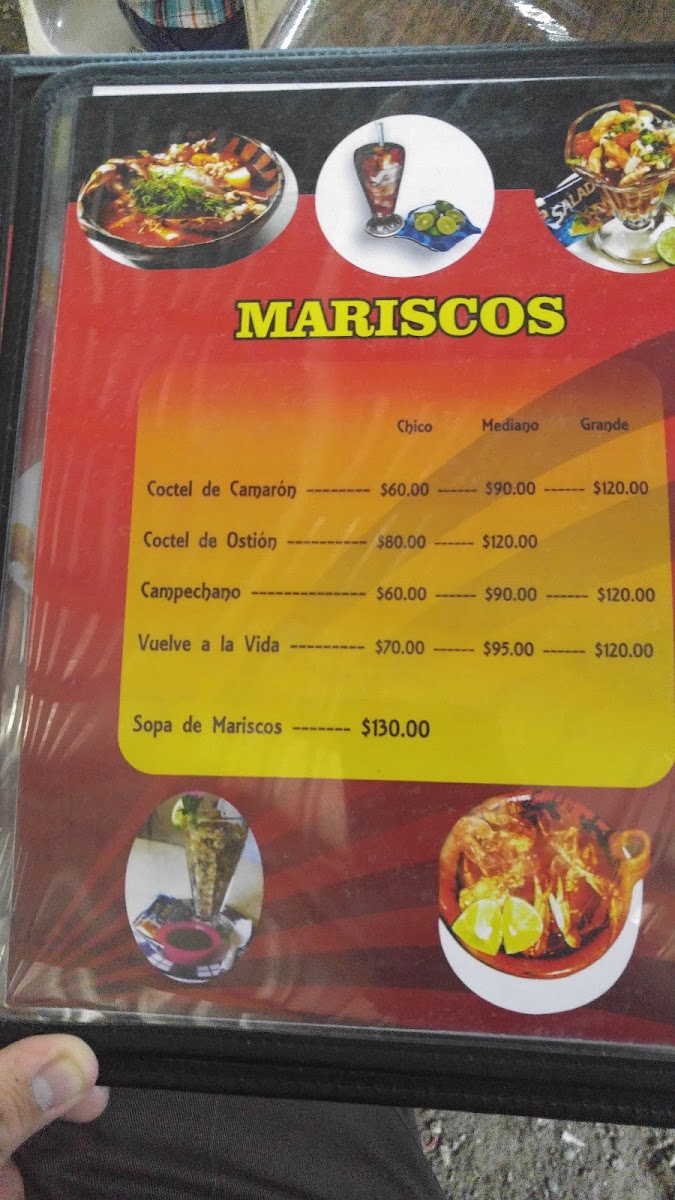 SALAD
MARISCOS
Chico Mediano Grande
Coctel de Camarón -------- $60.00 ------ $90.00 ------ $120.00
Coctel de Ostión ---------- $80.00 ------ $120.00
Campechano -------------- $60.00 ------ $90.00 ------ $120.00
Vuelve a la Vida --------- $70.00 ------ $95.00 ------ $120.00
Sopa de Mariscos ------- $130.00